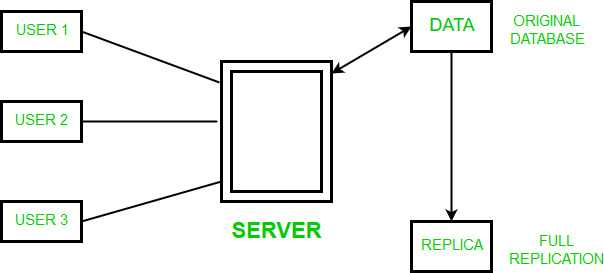 USER 1
DATA
ORIGINAL
DATABASE
USER 2
USER 3
SERVER
REPLICA
FULL
REPLICATION